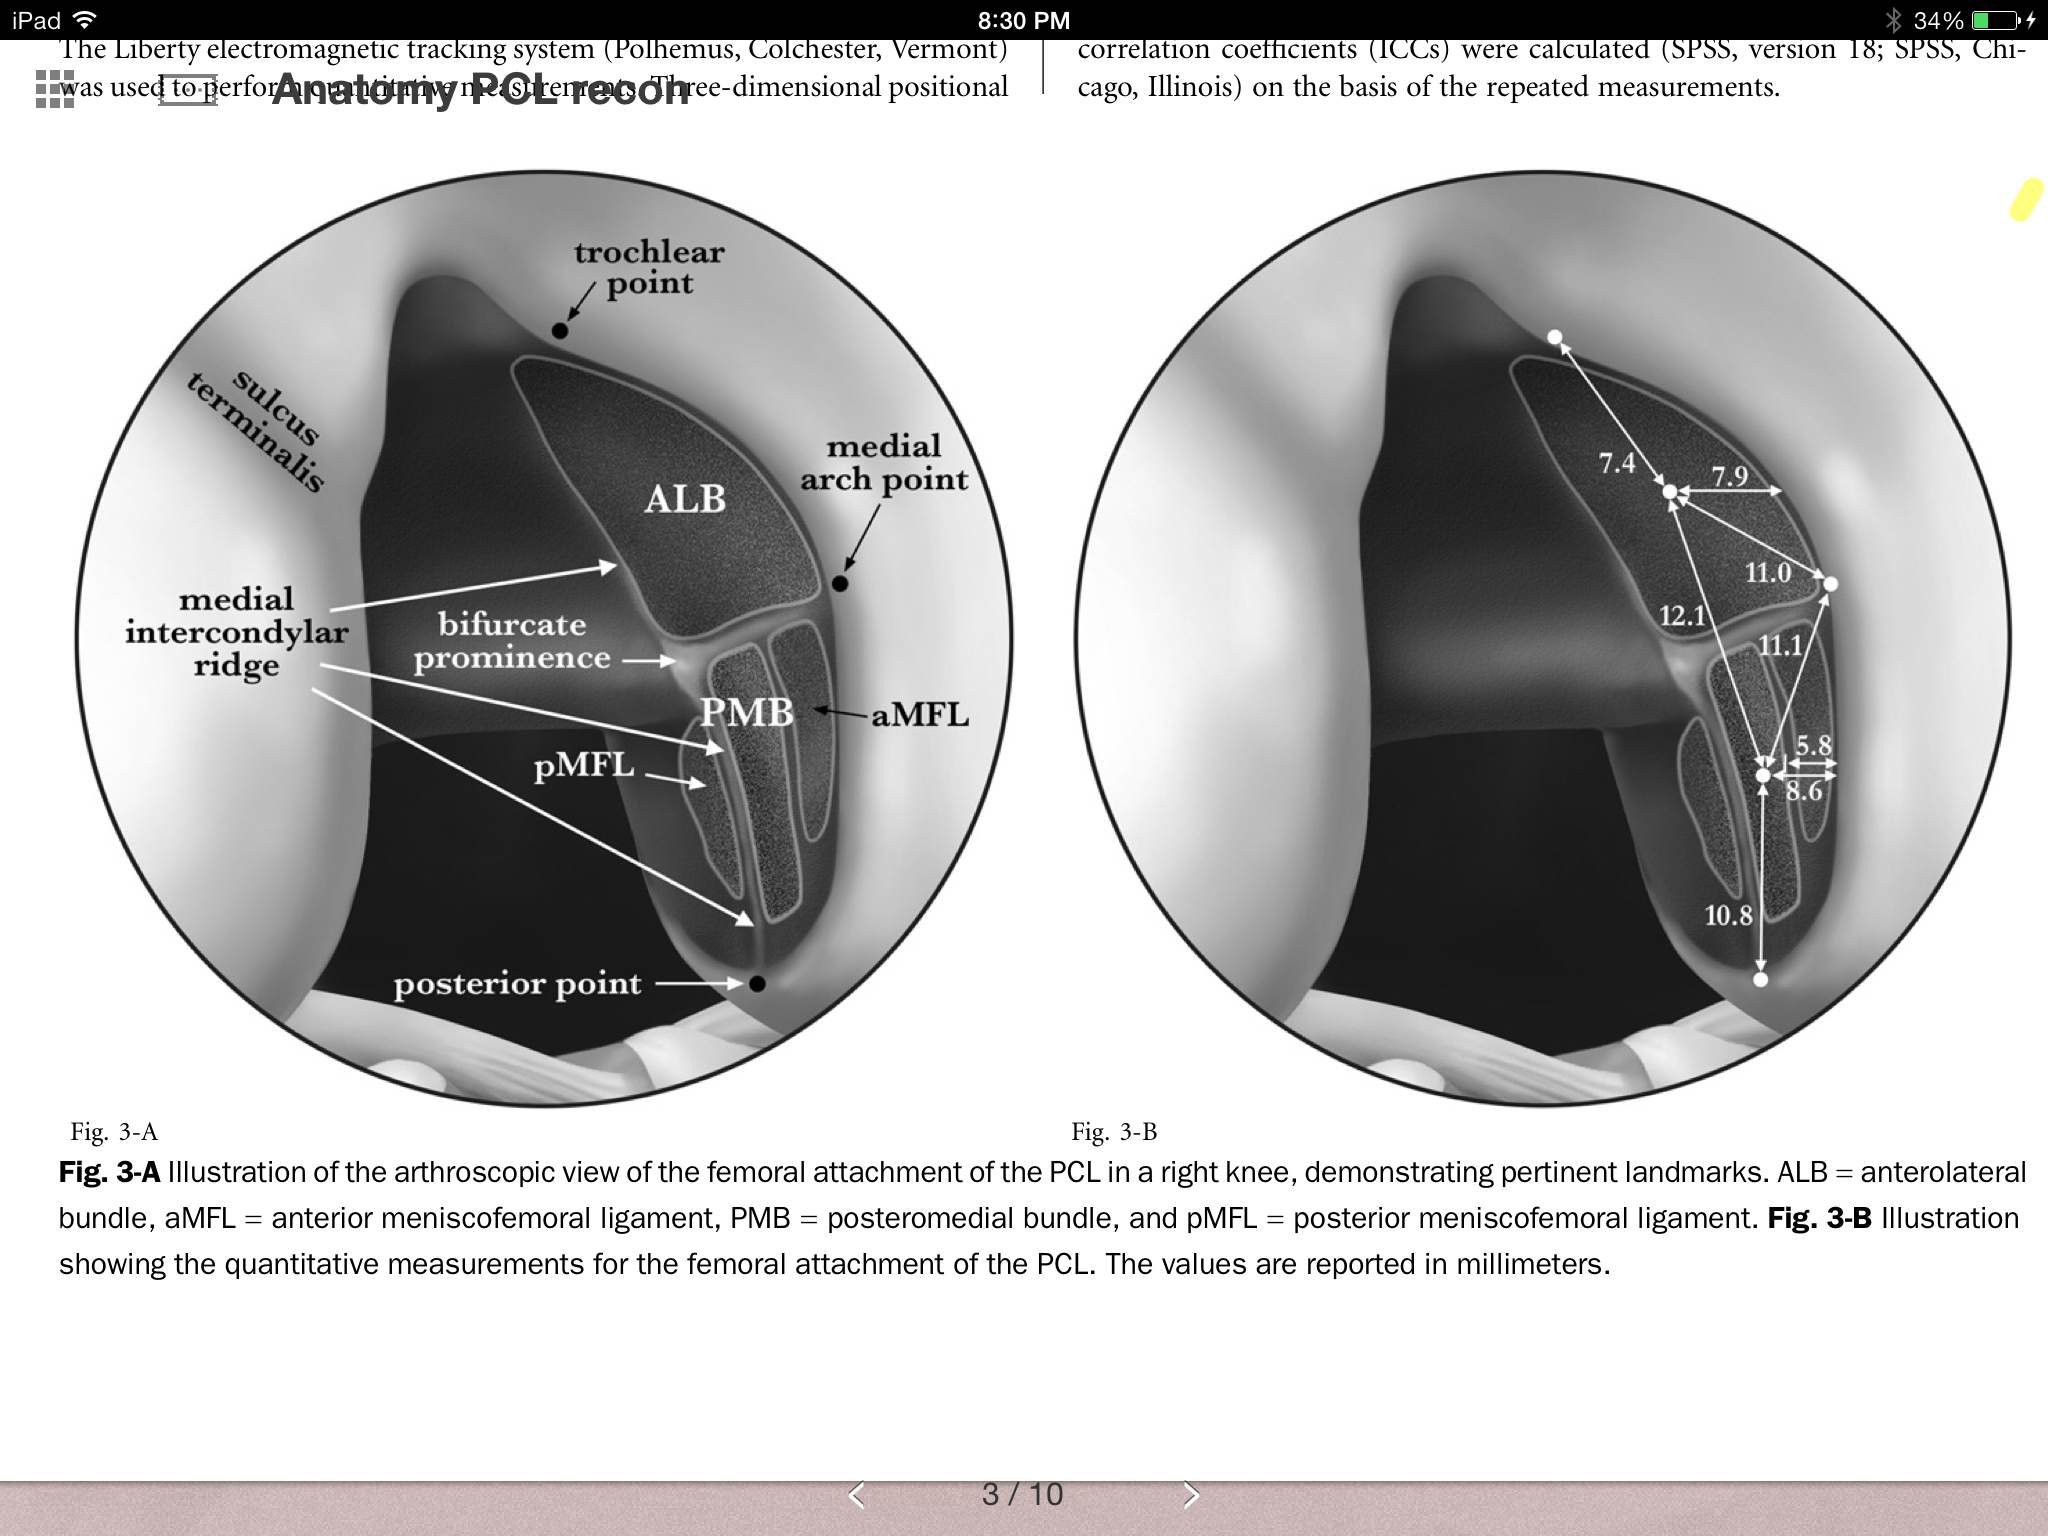 iPad 8:30 PM 34%
The Liberty electromagnetic tracking system (Polhemus, Colchester, Vermont)
was used to perform quantitative measurements. Three-dimensional positional
Anatomy PCL recon
correlation coefficients (ICCs) were calculated (SPSS, version 18; SPSS, Chi-
cago, Illinois) on the basis of the repeated measurements.
trochlear
point
sulcus
terminalis
medial
arch point
ALB
medial
intercondylar
ridge
bifurcate
prominence
PMB
aMFL
pMFL
posterior point
7.4
7.9
11.0
12.1
11.1
5.8
8.6
10.8
Fig. 3-A
Fig. 3-B
Fig. 3-A Illustration of the arthroscopic view of the femoral attachment of the PCL in a right knee, demonstrating pertinent landmarks. ALB = anterolateral
bundle, aMFL = anterior meniscofemoral ligament, PMB = posteromedial bundle, and pMFL = posterior meniscofemoral ligament. Fig. 3-B Illustration
showing the quantitative measurements for the femoral attachment of the PCL. The values are reported in millimeters.
3 / 10